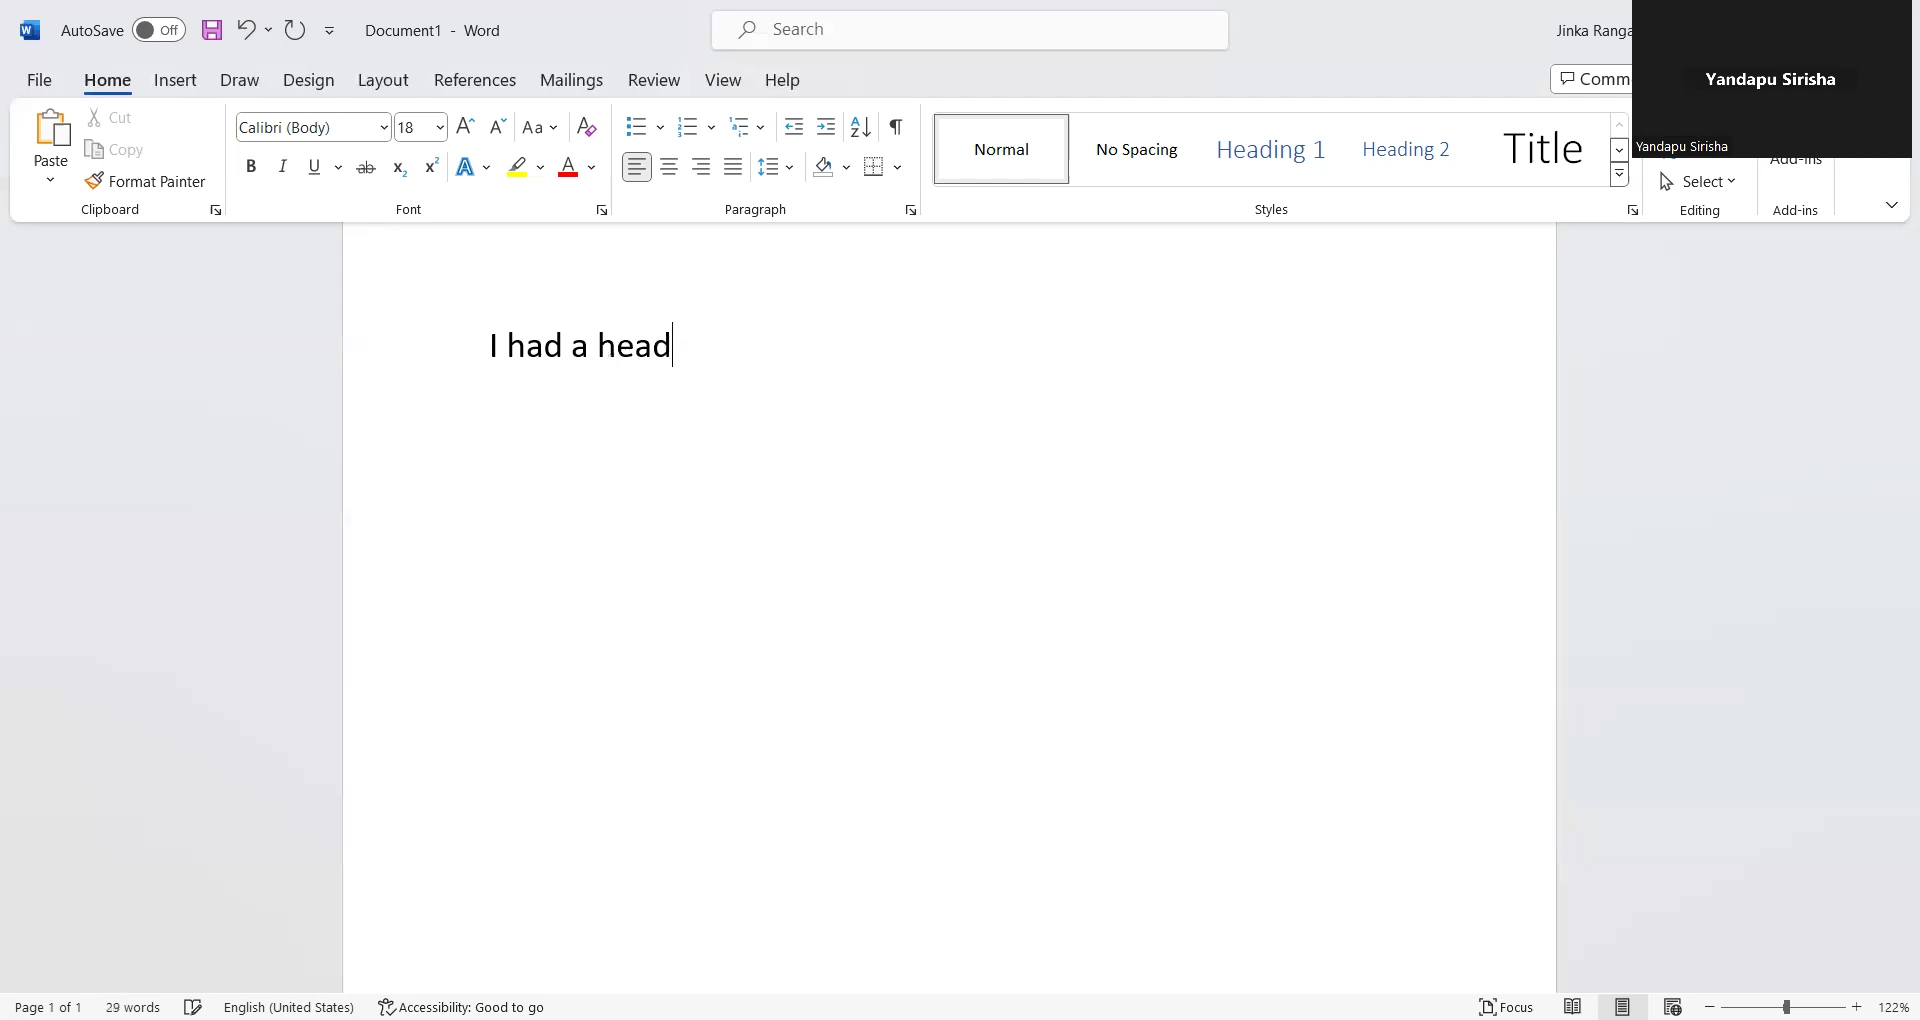 AutoSave Off Document1 - Word Search Jinka Ranga
File Home Insert Draw Design Layout References Mailings Review View Help
Yandapu Sirisha
Yandapu Sirisha
Paste
Cut
Copy
Format Painter
Clipboard
Calibri (Body) 18
Font
Paragraph
Normal No Spacing Heading 1 Heading 2 Title
Styles
Select
Editing
Add-ins
Add-ins
I had a head
Page 1 of 1 29 words English (United States) Accessibility: Good to go Focus 122%